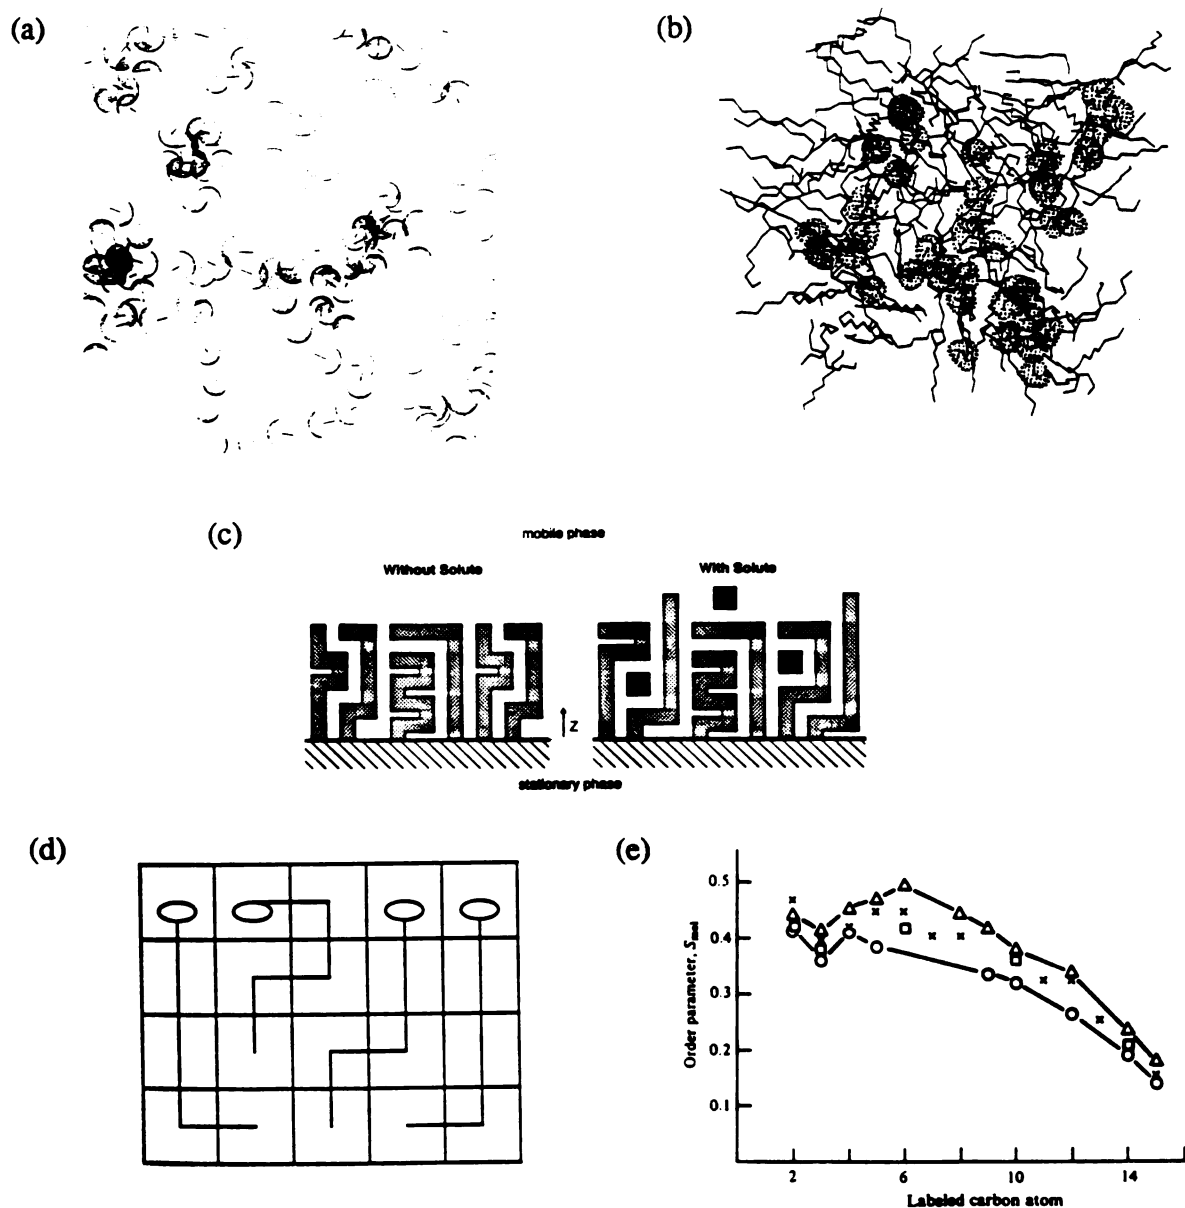 (a)
(b)
(c)
mobile phase
Without Solute
With Solute
z
stationary phase
(d)
(e)
Order parameter, Smol
0.5
0.4
0.3
0.2
0.1
2 6 10 14
Labeled carbon atom